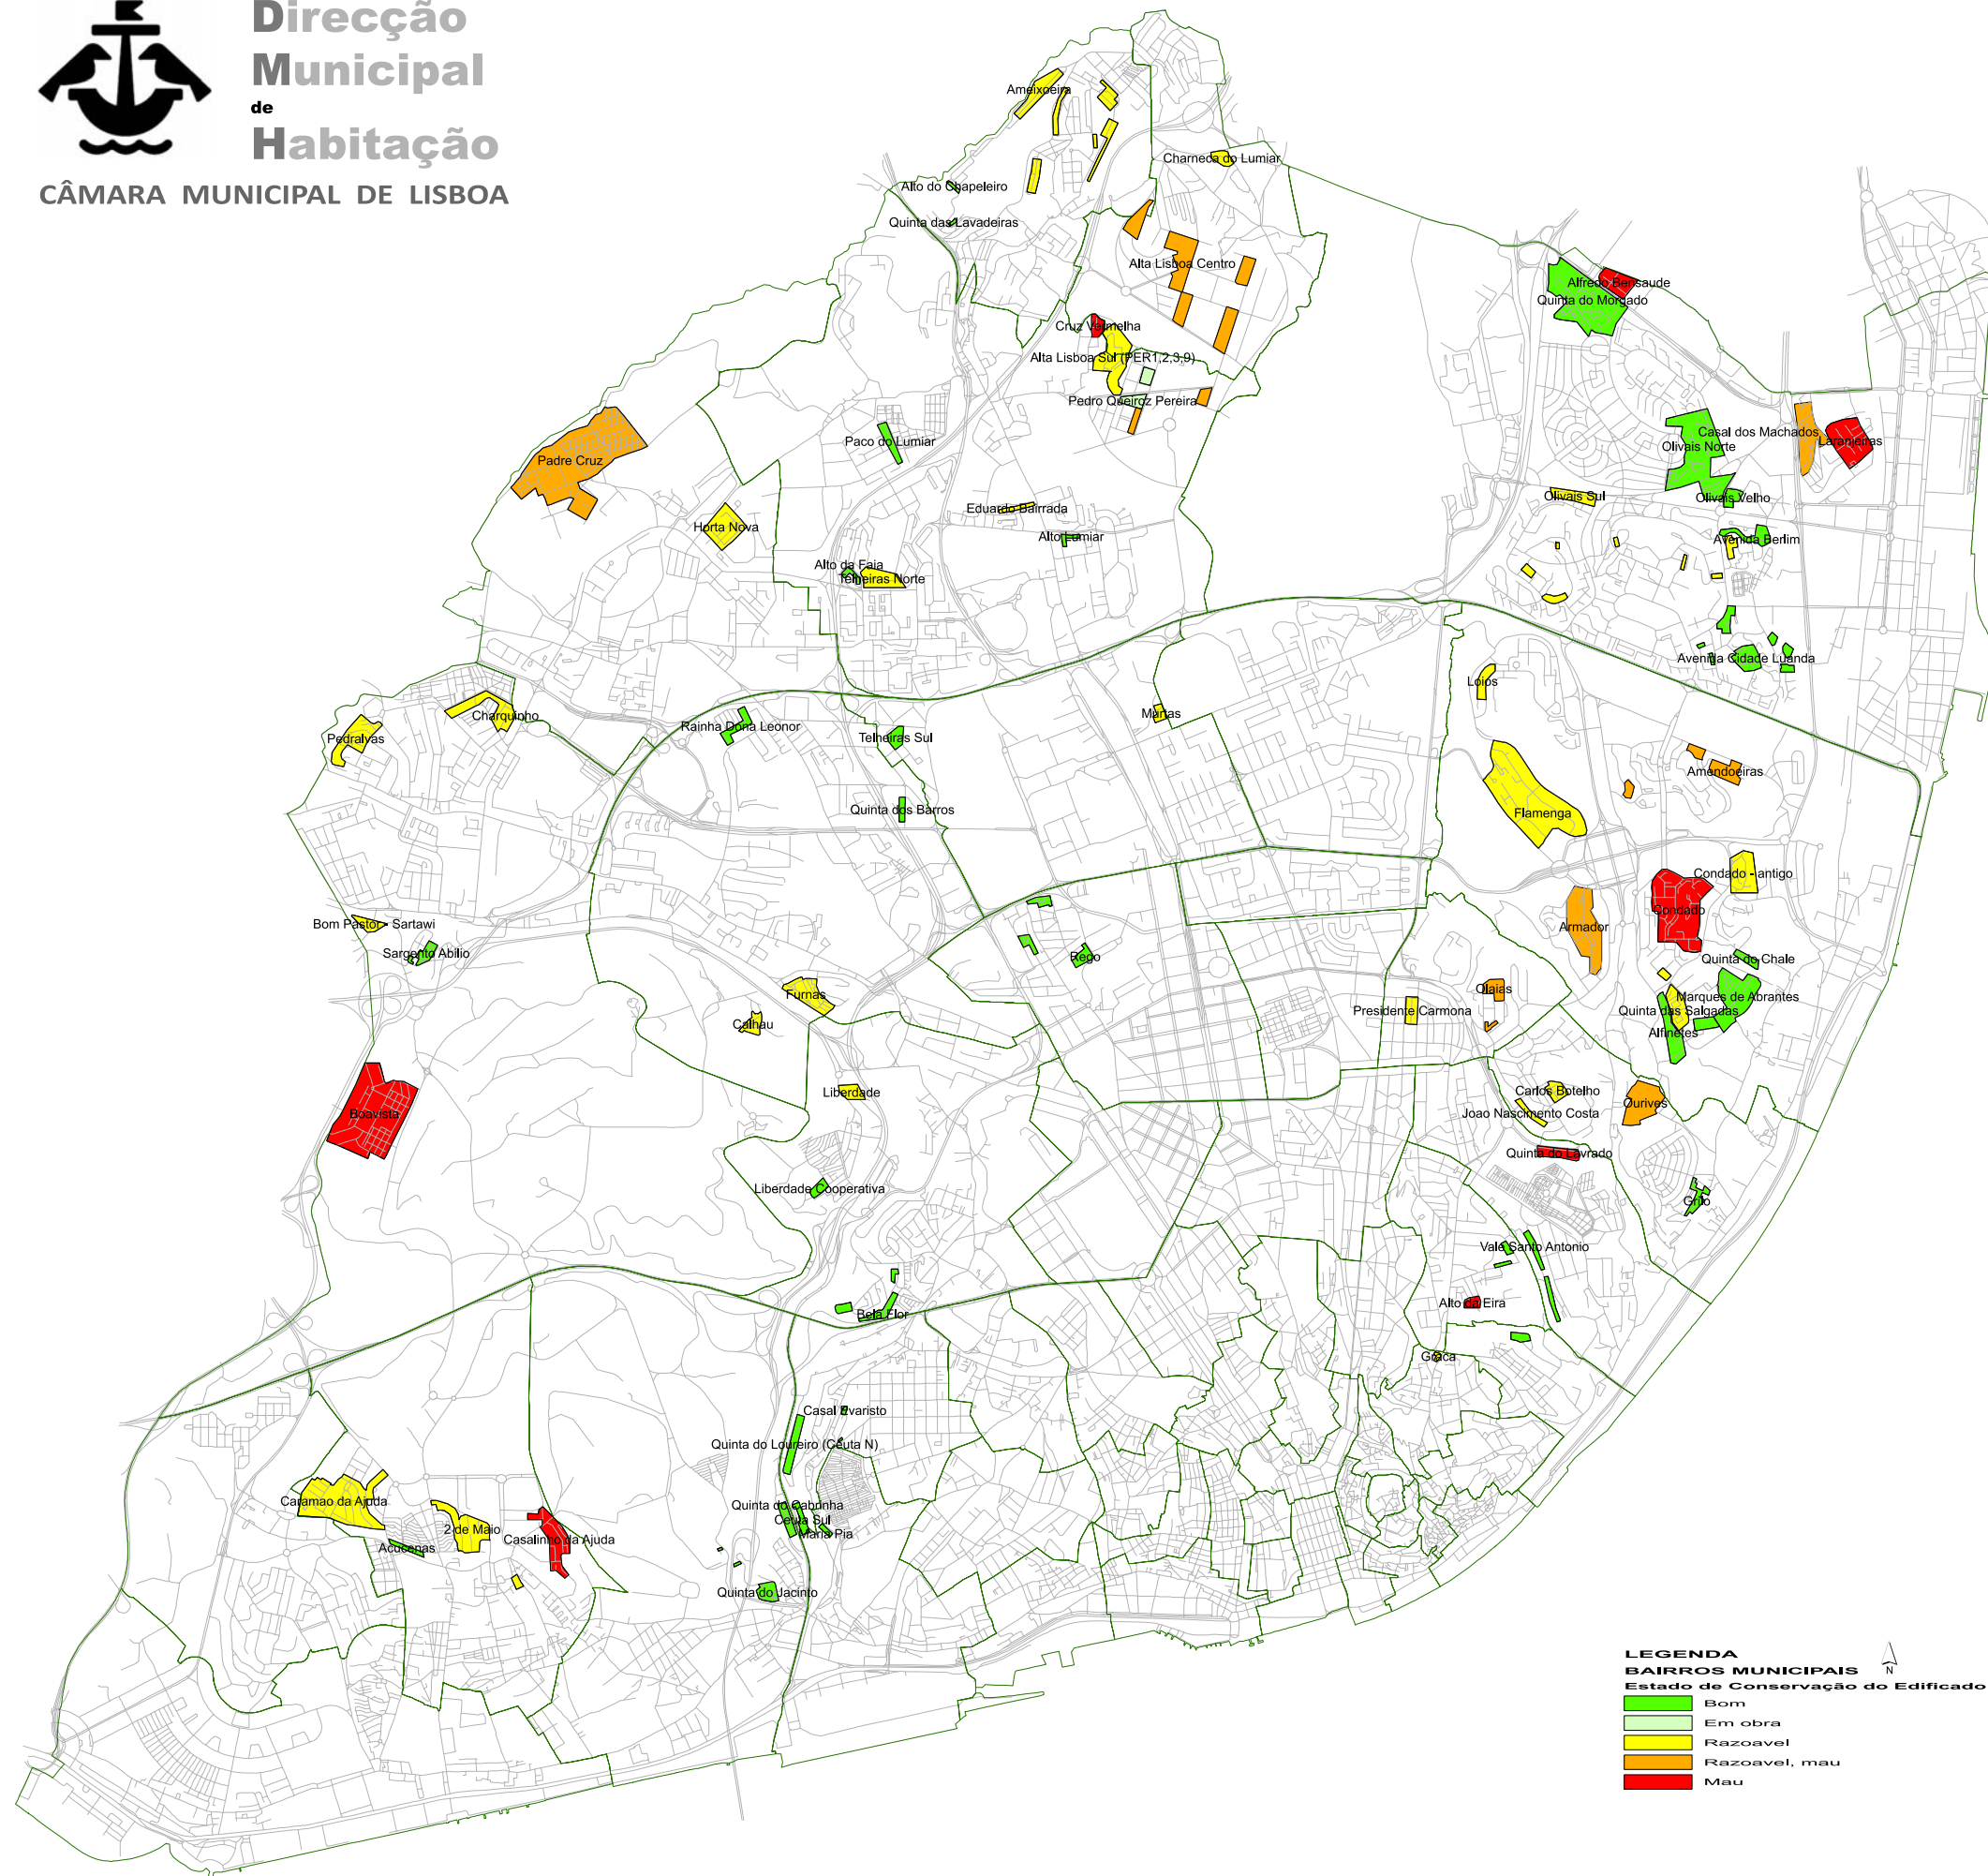 Direcção
Municipal
de
Habitação
CÂMARA MUNICIPAL DE LISBOA
Ameixoeira
Charneca do Lumiar
Alto do Chapeleiro
Quinta das Lavadeiras
Alta Lisboa Centro
Alfredo Bensaude
Quinta do Morgado
Cruz Vermelha
Alta Lisboa Sul (PER1,2,3,9)
Pedro Queiroz Pereira
Paco do Lumiar
Casal dos Machados
Laranjeiras
Olivais Norte
Padre Cruz
Olivais Sul
Olivais Velho
Eduardo Bairrada
Horta Nova
Alto Lumiar
Avenida Berlim
Alto da Faia
Telheiras Norte
Avenida Cidade Luanda
Loios
Murtas
Charquinho
Rainha Dona Leonor
Telheiras Sul
Pedralvas
Amendoeiras
Quinta dos Barros
Flamenga
Condado - antigo
Condado
Bom Pastor - Sartawi
Armador
Sargento Abilio
Rego
Quinta do Chale
Olaias
Furnas
Marques de Abrantes
Presidente Carmona
Quinta das Salgadas
Calhau
Alfinetes
Liberdade
Carlos Botelho
Ourives
Boavista
Joao Nascimento Costa
Quinta do Lavrado
Liberdade Cooperativa
Grilo
Vale Santo Antonio
Alto da Eira
Bela Flor
Graca
Casal Evaristo
Quinta do Loureiro (Ceuta N)
Caramao da Ajuda
Quinta do Cabrinha
Ceuta Sul
2 de Maio
Maria Pia
Casalinho da Ajuda
Acucenas
Quinta do Jacinto
LEGENDA
N
BAIRROS MUNICIPAIS
Estado de Conservação do Edificado
Bom
Em obra
Razoavel
Razoavel, mau
Mau